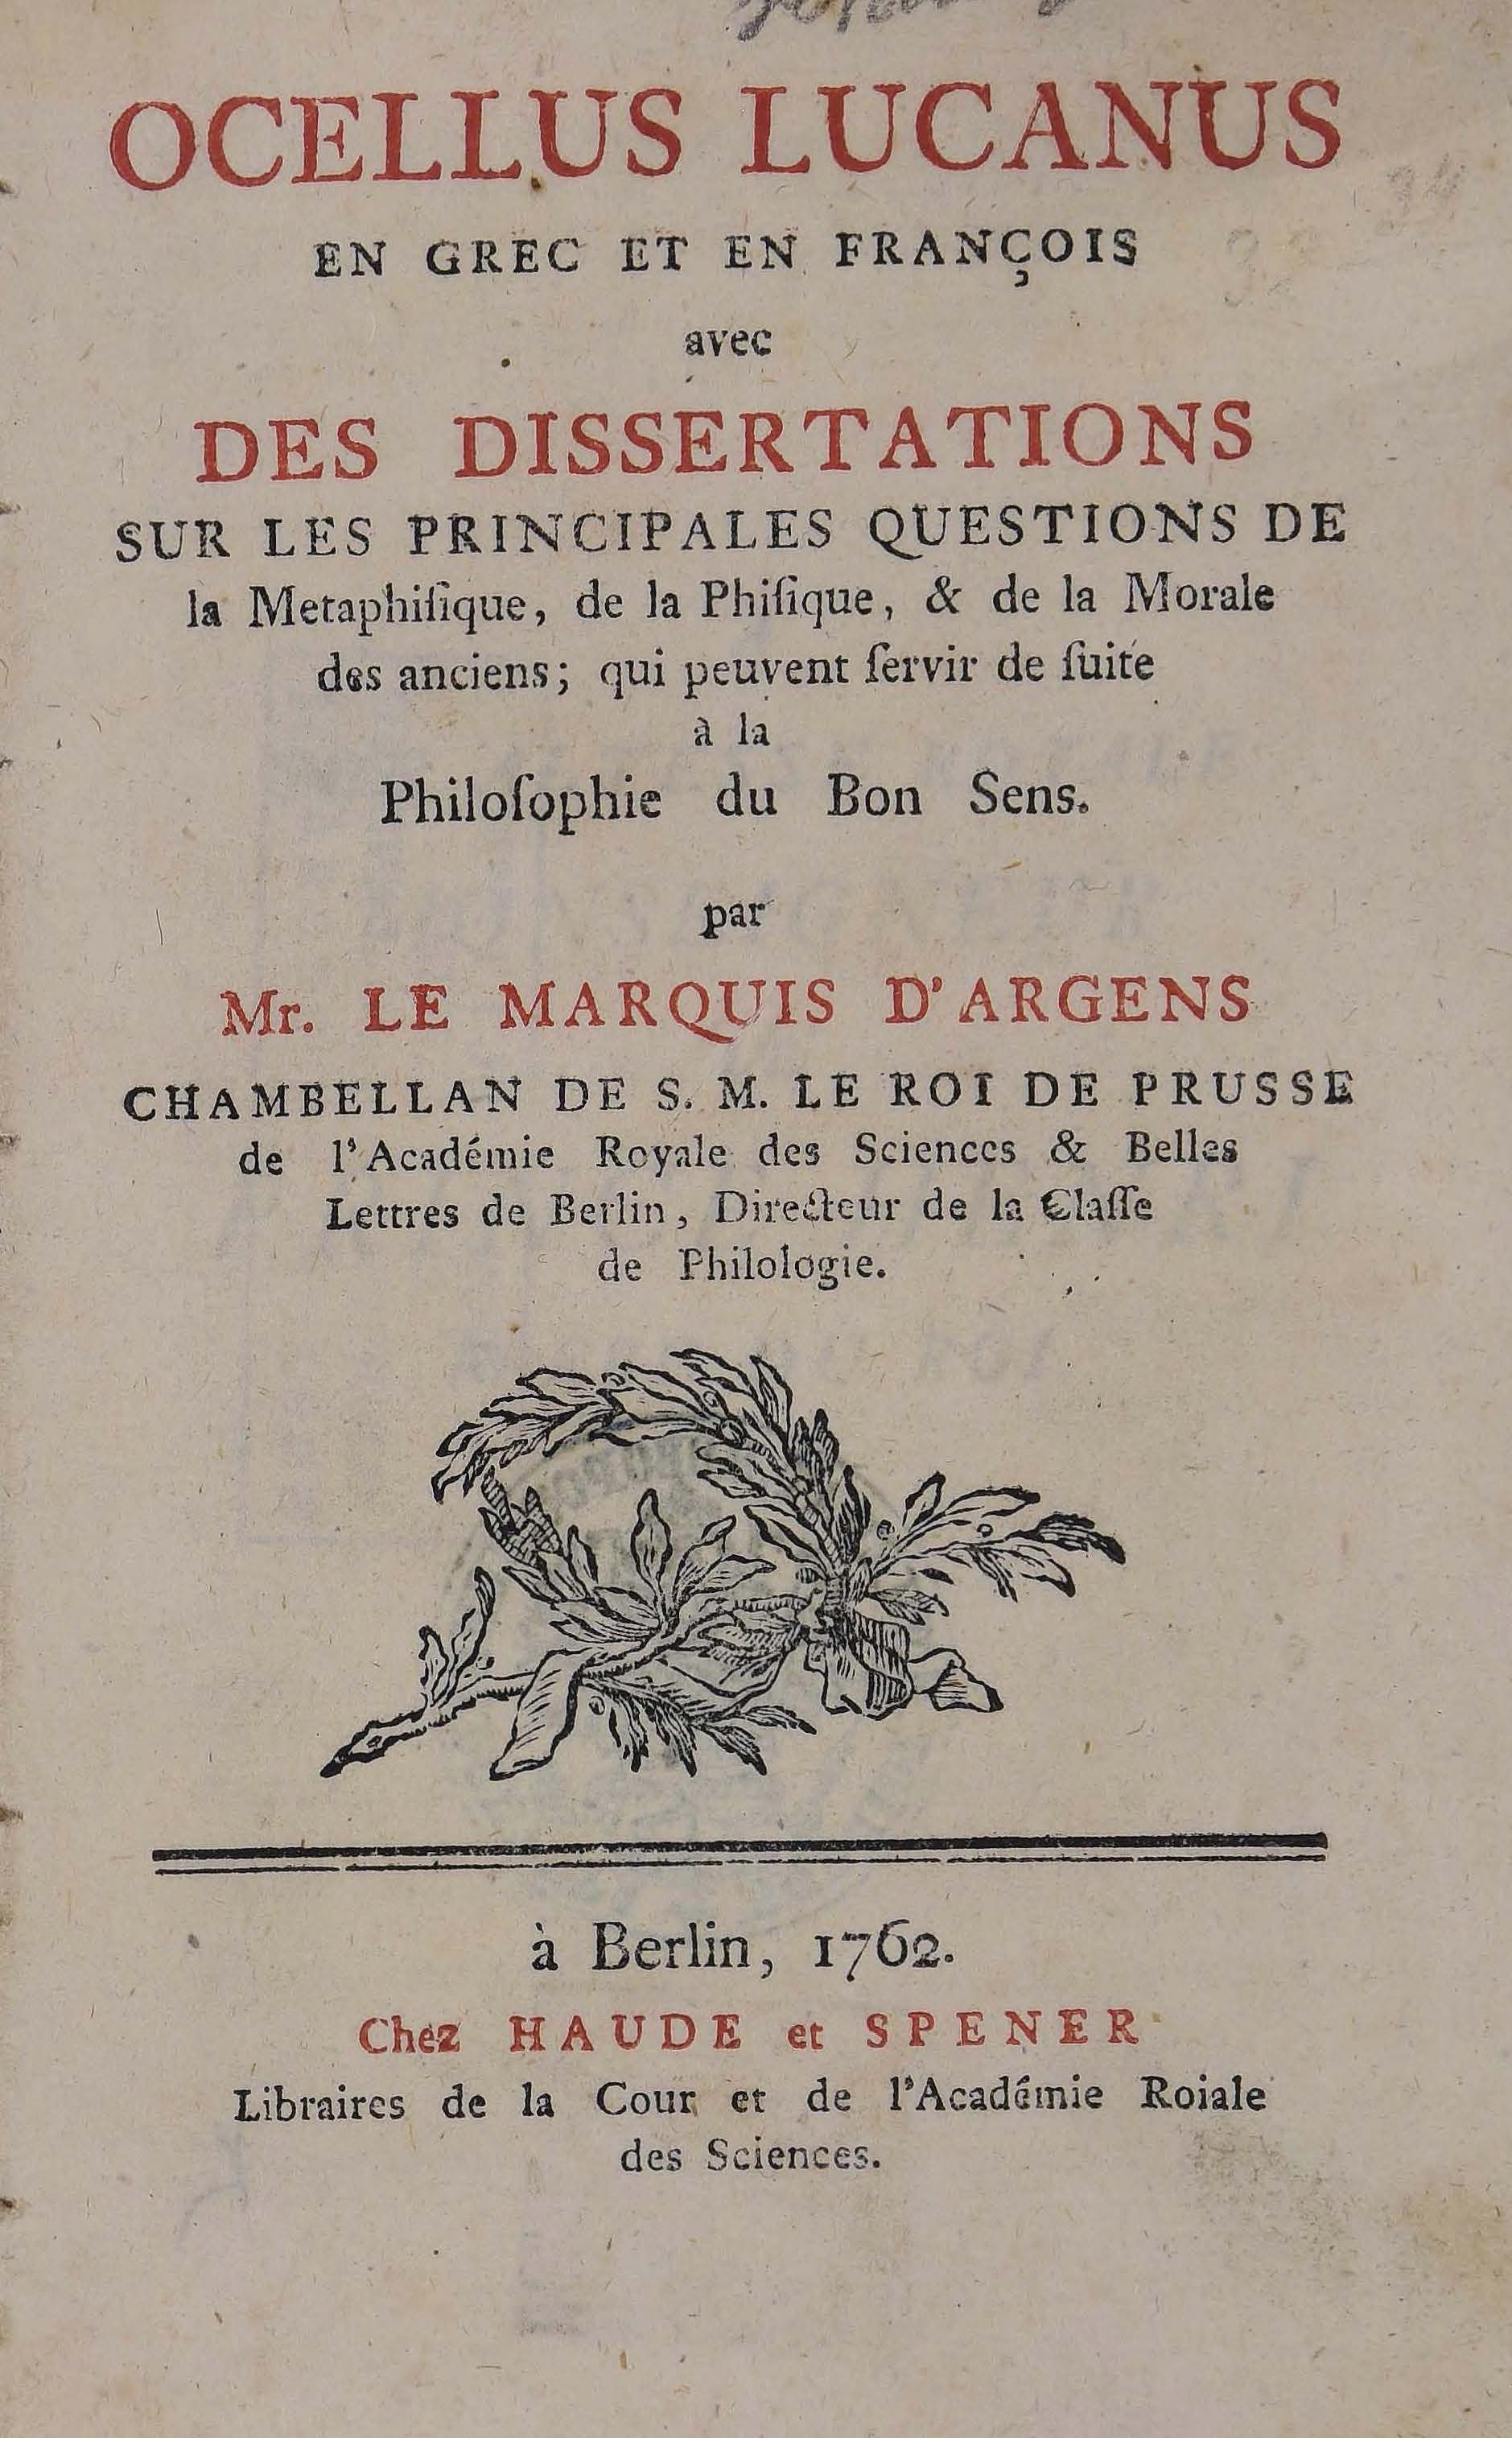 OCELLUS LUCANUS
EN GREC ET EN FRANÇOIS
avec
DES DISSERTATIONS
SUR LES PRINCIPALES QUESTIONS DE
la Metaphiſique, de la Phiſique, & de la Morale
des anciens; qui peuvent ſervir de ſuite
à la
Philoſophie du Bon Sens.
par
Mr. LE MARQUIS D'ARGENS
CHAMBELLAN DE S. M. LE ROI DE PRUSSE
de l'Académie Royale des Sciences & Belles
Lettres de Berlin, Directeur de la Claſſe
de Philologie.
à Berlin, 1762.
Chez HAUDE et SPENER
Libraires de la Cour et de l'Académie Roiale
des Sciences.